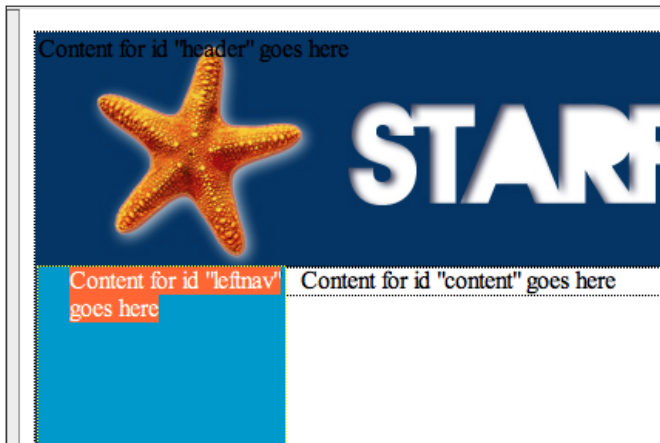 Content for id "header" goes here
STARF
Content for id "leftnav"
goes here
Content for id "content" goes here